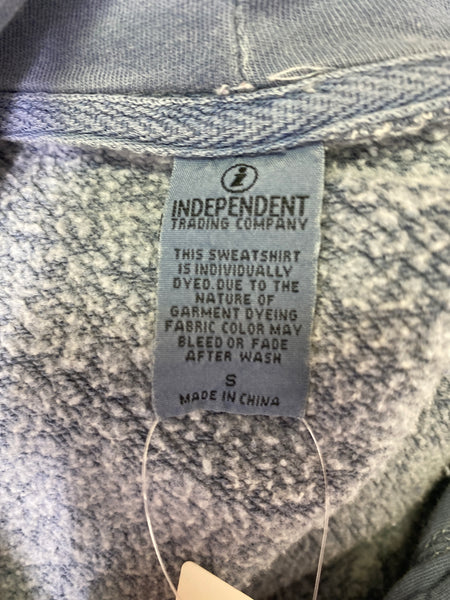 i
INDEPENDENT
TRADING COMPANY
THIS SWEATSHIRT
IS INDIVIDUALLY
DYED. DUE TO THE
NATURE OF
GARMENT DYEING
FABRIC COLOR MAY
BLEED OR FADE
AFTER WASH
S
MADE IN CHINA